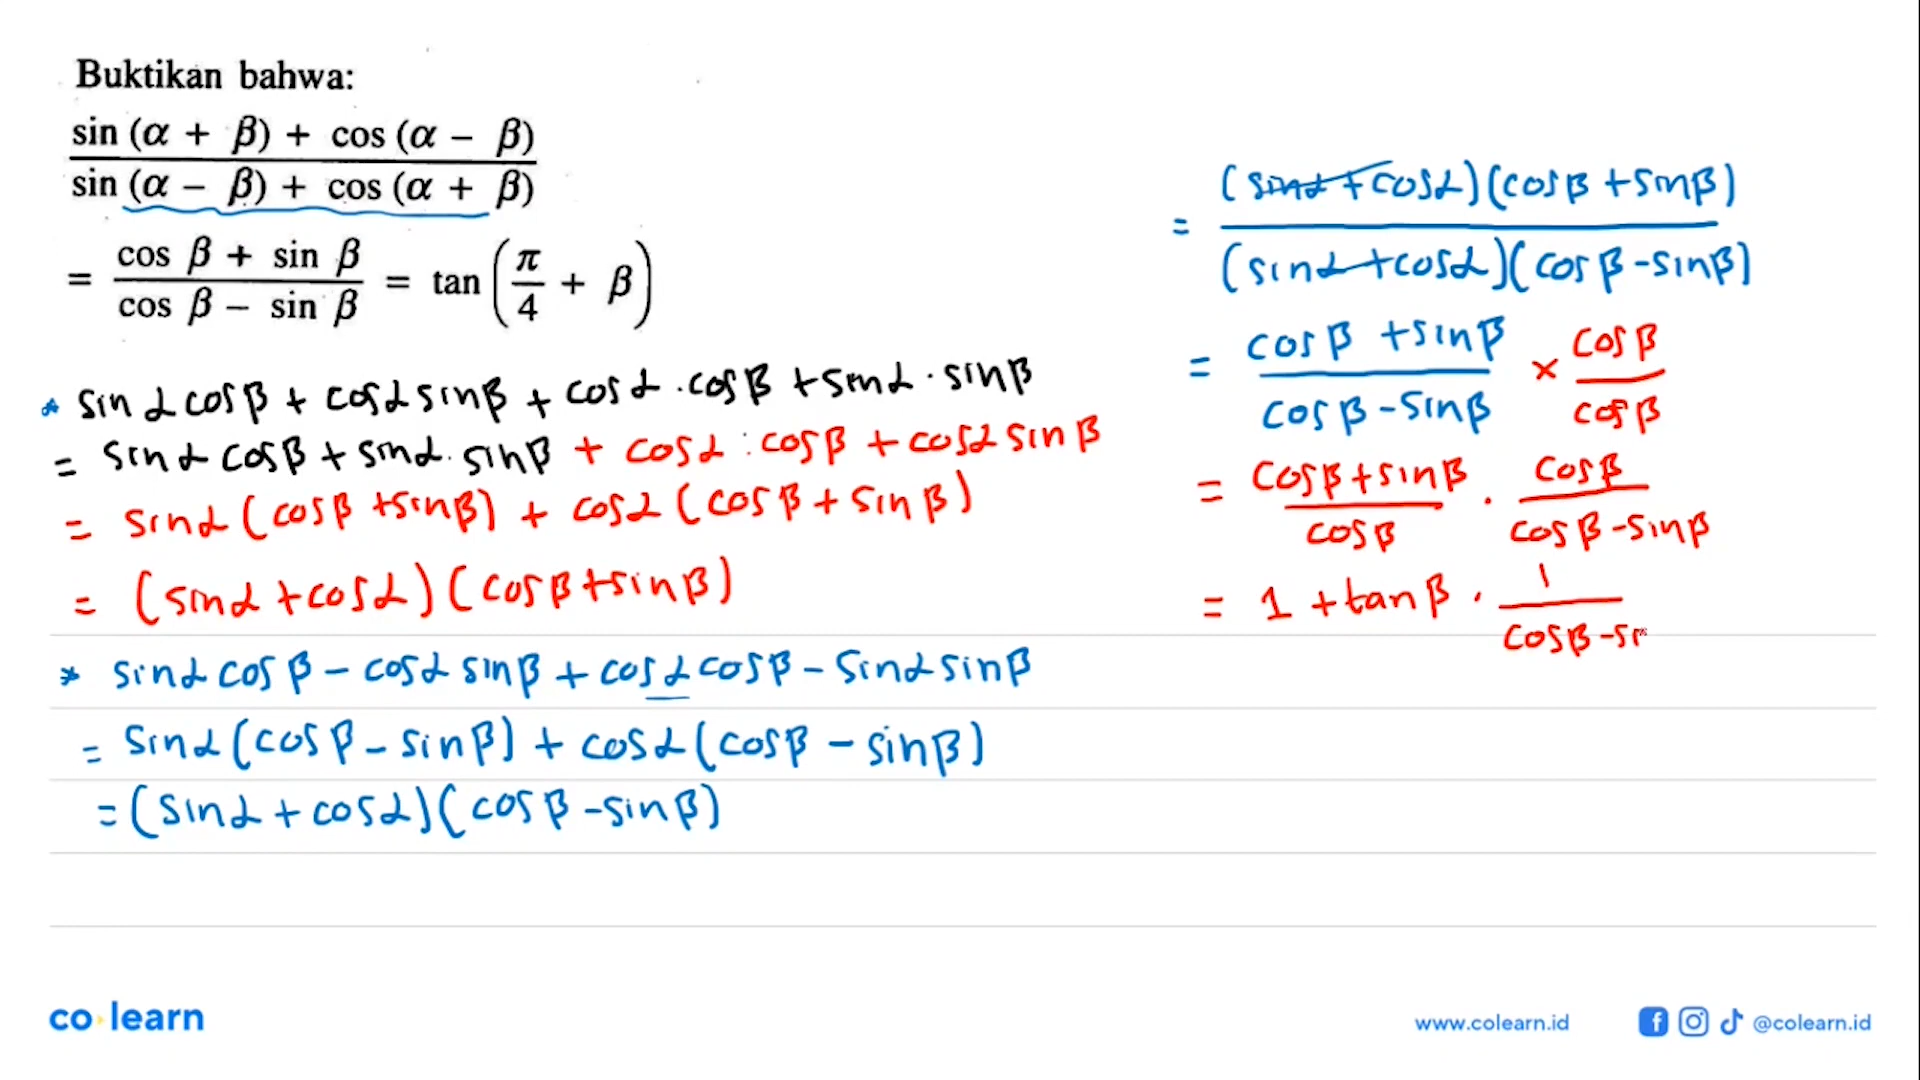 Buktikan bahwa:
sin (α + β) + cos (α − β)
sin (α − β) + cos (α + β)
= cos β + sin β / cos β − sin β = tan (π/4 + β)
* sin α cos β + cos α sin β + cos α . cos β + sin α . sin β
= sin α cos β + sin α . sin β + cos α . cos β + cos α sin β
= sin α (cos β + sin β) + cos α (cos β + sin β)
= (sin α + cos α) (cos β + sin β)
* sin α cos β − cos α sin β + cos α cos β − sin α sin β
= sin α (cos β − sin β) + cos α (cos β − sin β)
= (sin α + cos α) (cos β − sin β)
= (sin α + cos α) (cos β + sin β) / (sin α + cos α) (cos β − sin β)
= cos β + sin β / cos β − sin β × cos β / cos β
= cos β + sin β / cos β . cos β / cos β − sin β
= 1 + tan β . 1 / cos β − si
co learn
www.colearn.id
@colearn.id